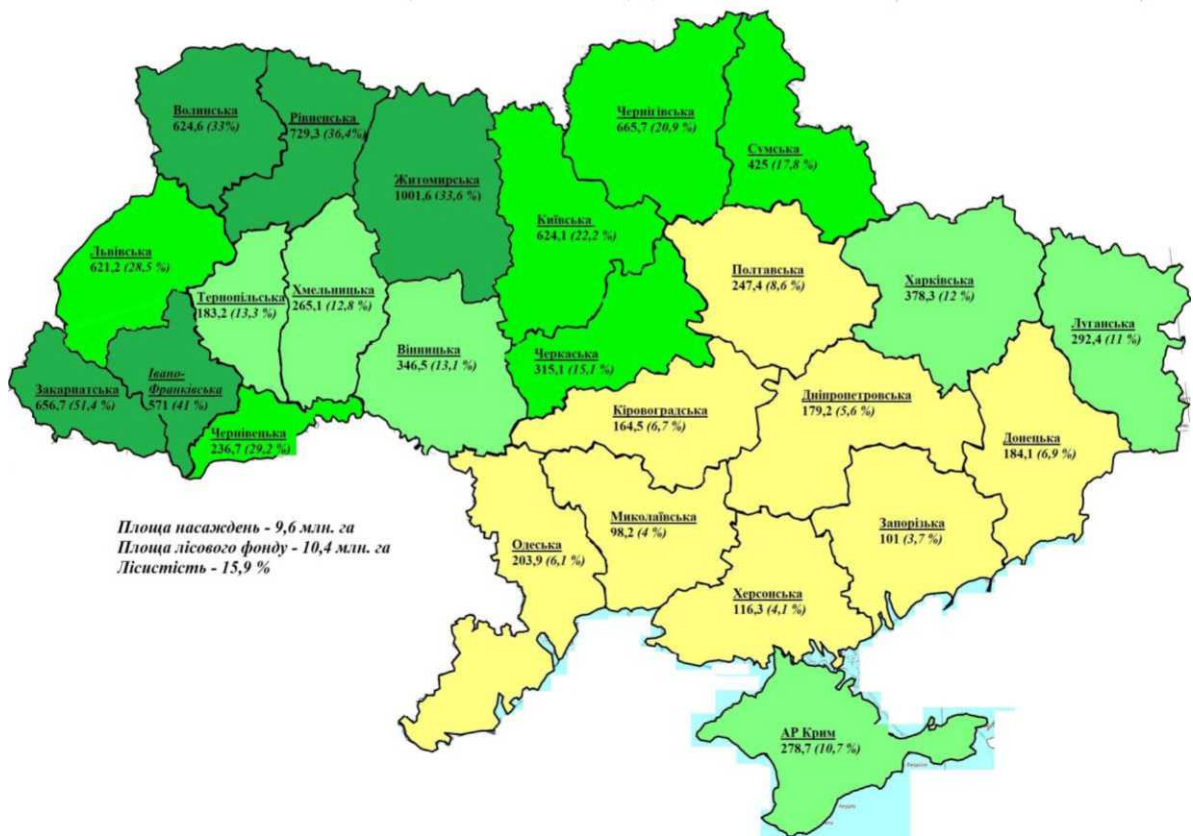 Волинська
624,6 (33%)
Рівненська
729,3 (36,4%)
Житомирська
1001,6 (33,6 %)
Чернігівська
665,7 (20,9 %)
Сумська
425 (17,8 %)
Київська
624,1 (22,2 %)
Львівська
621,2 (28,5 %)
Тернопільська
183,2 (13,3 %)
Хмельницька
265,1 (12,8 %)
Вінницька
346,5 (13,1 %)
Черкаська
315,1 (15,1 %)
Полтавська
247,4 (8,6 %)
Харківська
378,3 (12 %)
Луганська
292,4 (11 %)
Закарпатська
656,7 (51,4 %)
Івано-
Франківська
571 (41 %)
Чернівецька
236,7 (29,2 %)
Кіровоградська
164,5 (6,7 %)
Дніпропетровська
179,2 (5,6 %)
Донецька
184,1 (6,9 %)
Одеська
203,9 (6,1 %)
Миколаївська
98,2 (4 %)
Запорізька
101 (3,7 %)
Херсонська
116,3 (4,1 %)
АР Крим
278,7 (10,7 %)
Площа насаждень - 9,6 млн. га
Площа лісового фонду - 10,4 млн. га
Лісистість - 15,9 %